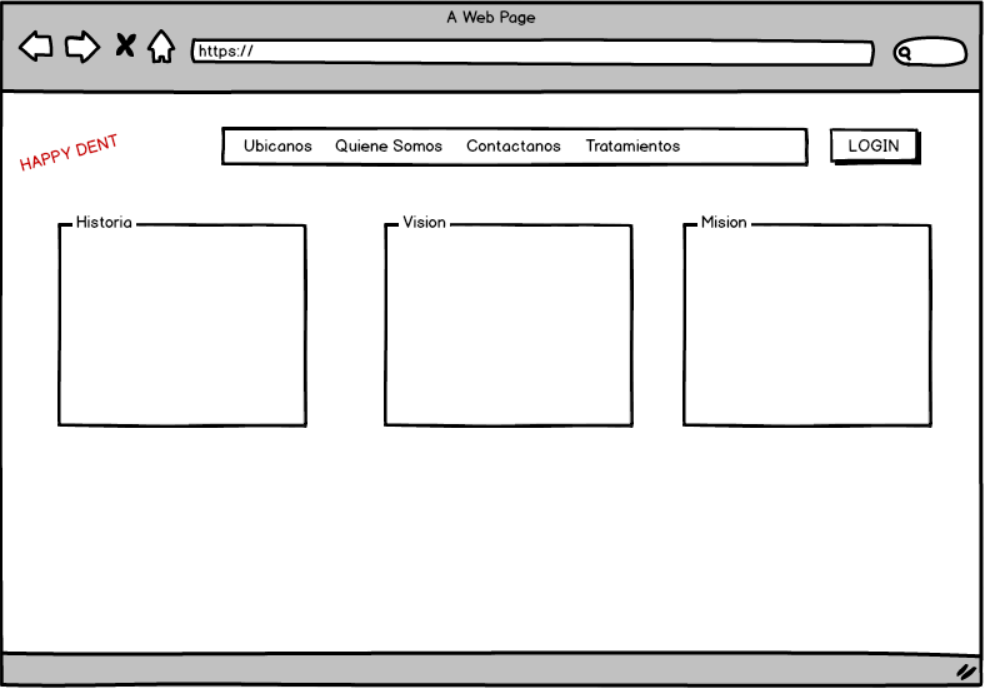 A Web Page
https://
HAPPY DENT
Ubicanos Quiene Somos Contactanos Tratamientos
LOGIN
Historia
Vision
Mision